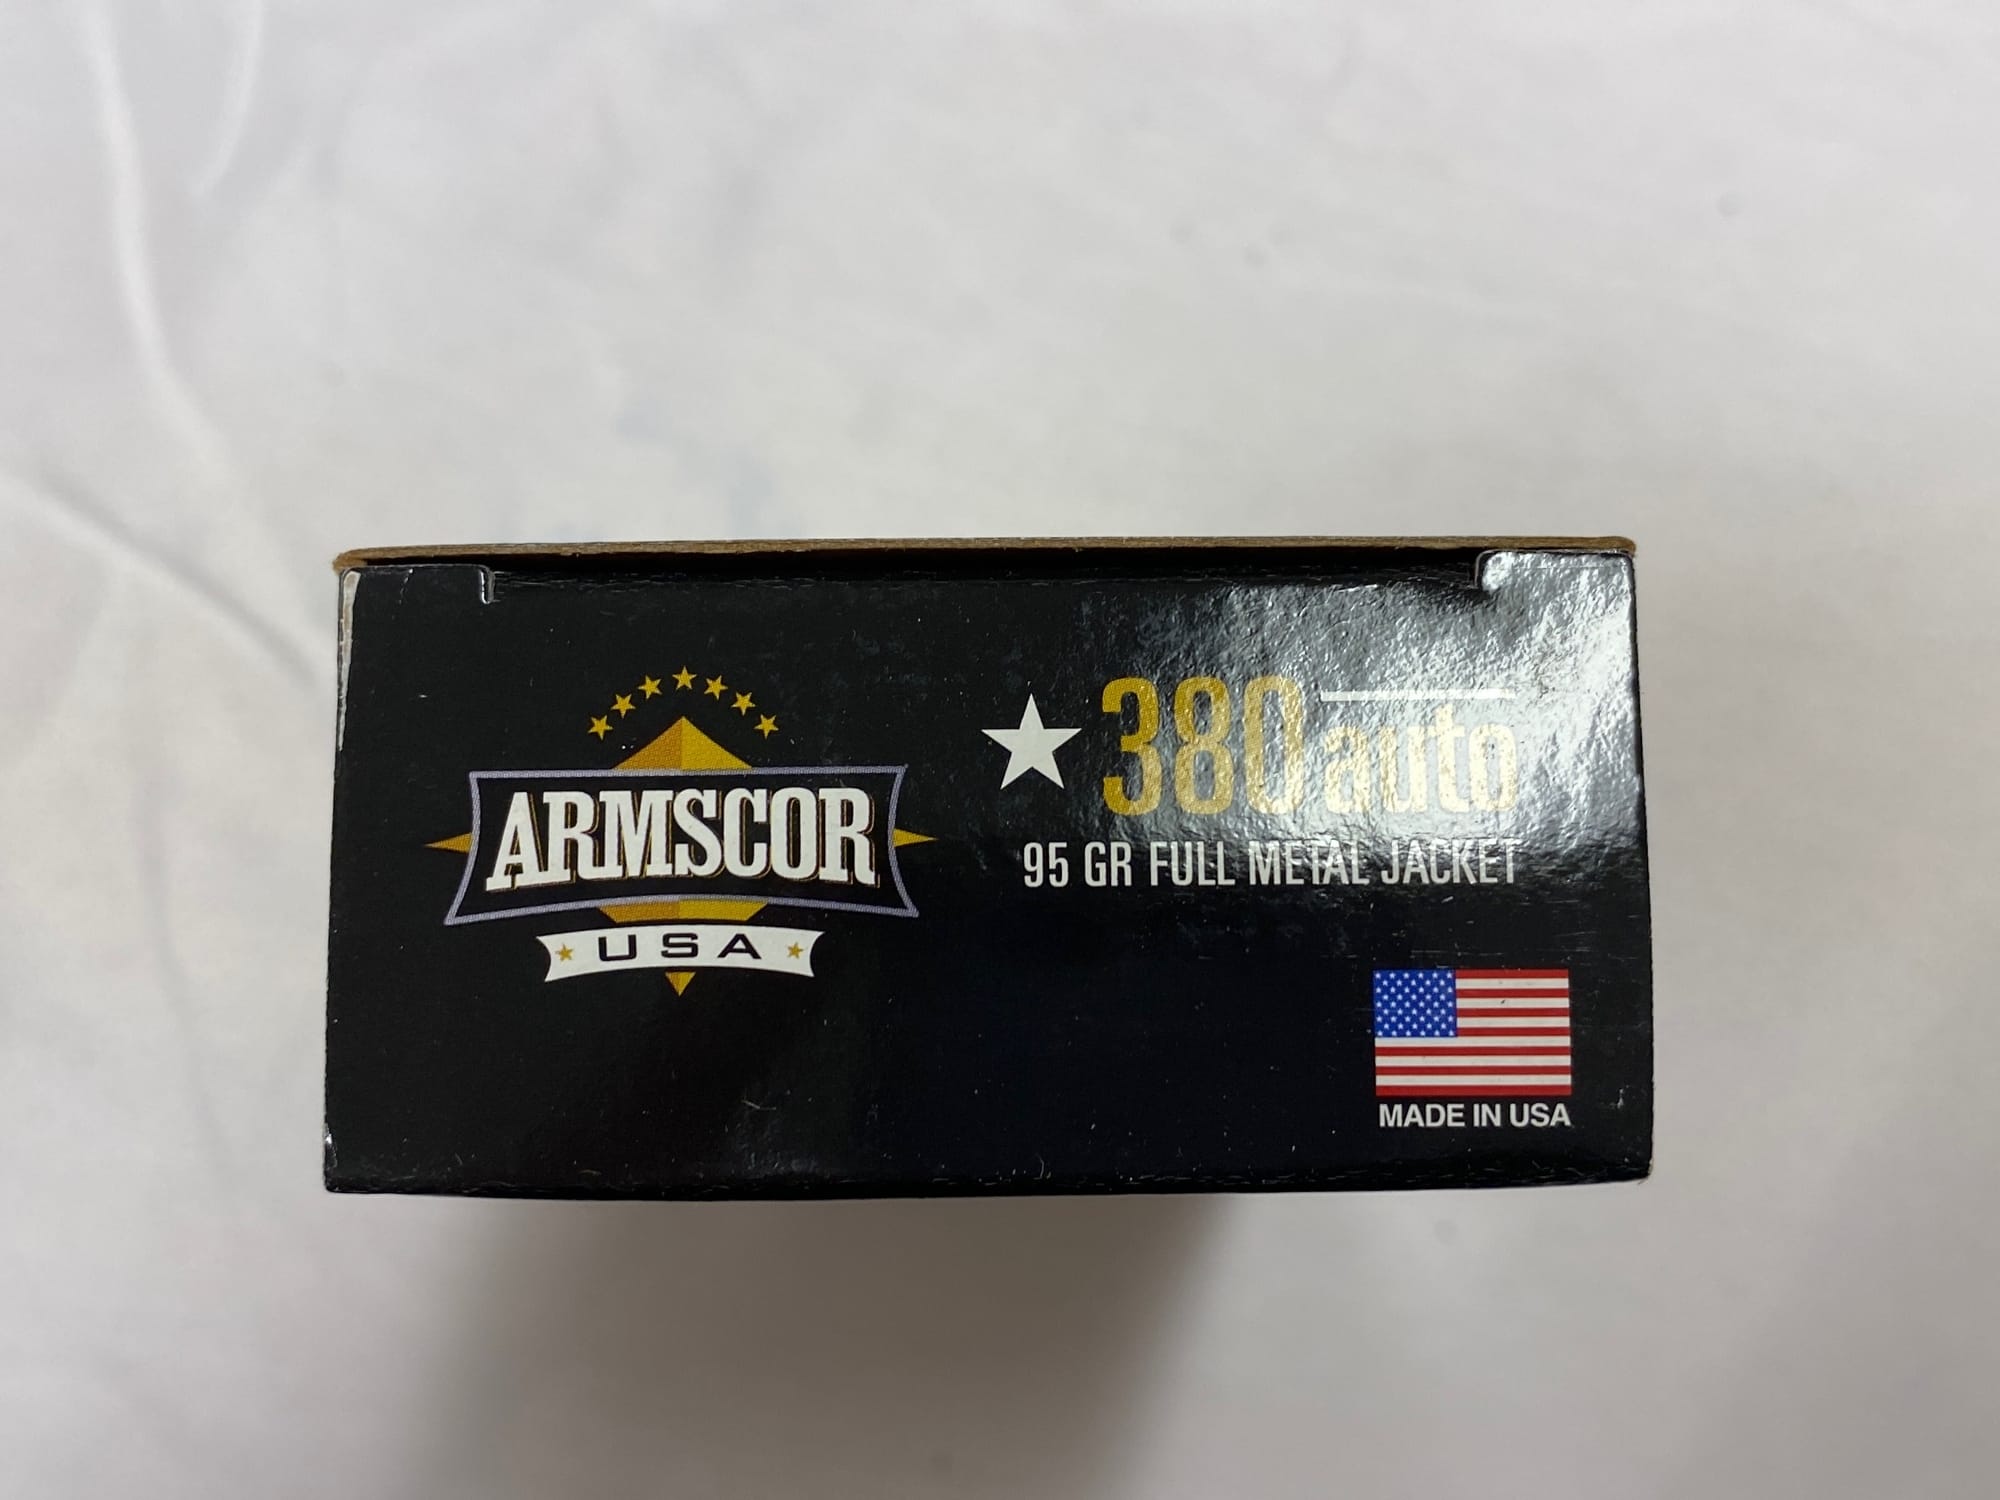 ARMSCOR
USA
380 auto
95 GR FULL METAL JACKET
MADE IN USA